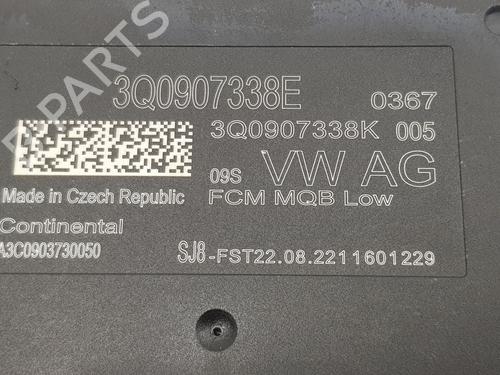 3Q0907338E 0367
3Q0907338K 005
09S VW AG
Made in Czech Republic FCM MQB Low
Continental
A3C0903730050 SJ8-FST22.08.2211601229
B-PARTS